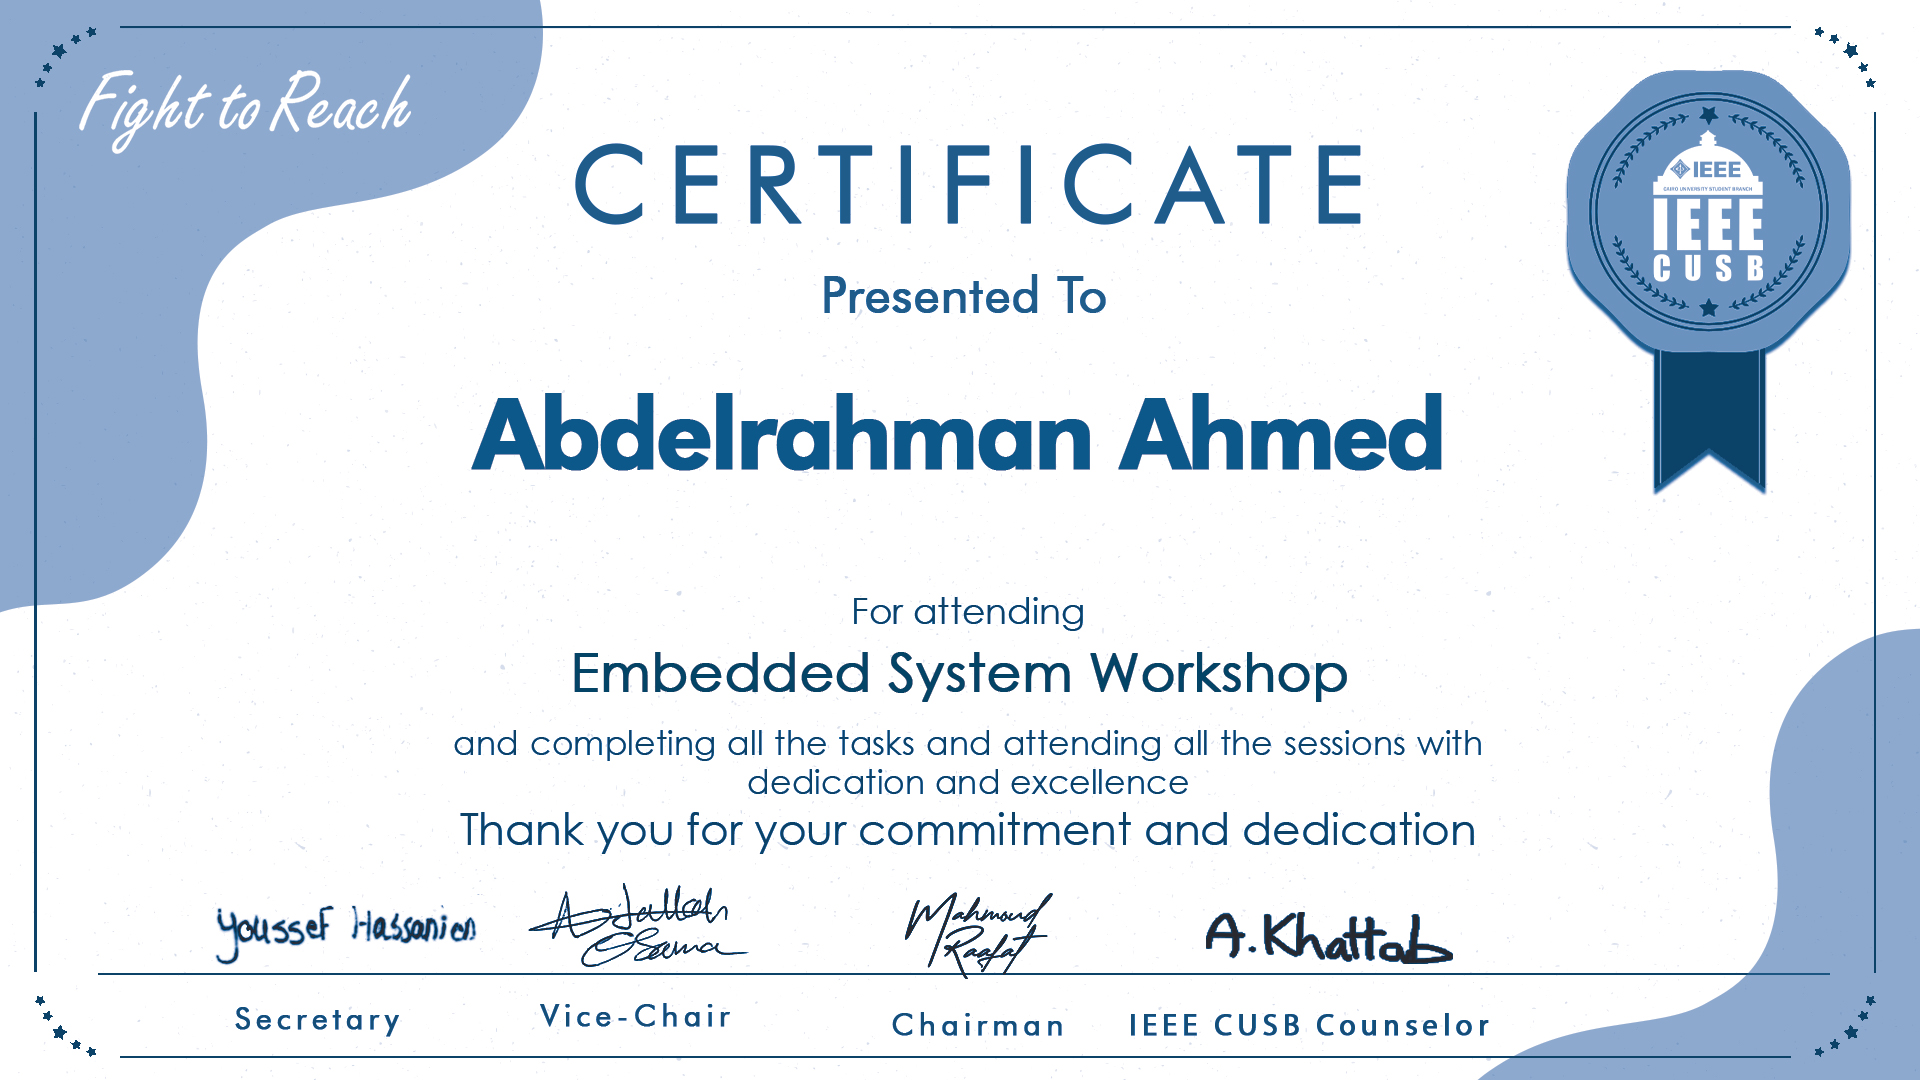 Fight to Reach
CERTIFICATE
IEEE
CAIRO UNIVERSITY STUDENT BRANCH
IEEE
CUSB
Presented To
Abdelrahman Ahmed
For attending
Embedded System Workshop
and completing all the tasks and attending all the sessions with
dedication and excellence
Thank you for your commitment and dedication
Youssef Hassanien
Abdallah
Osama
Mahmoud
Raafat
A.Khattab
Secretary
Vice-Chair
Chairman
IEEE CUSB Counselor